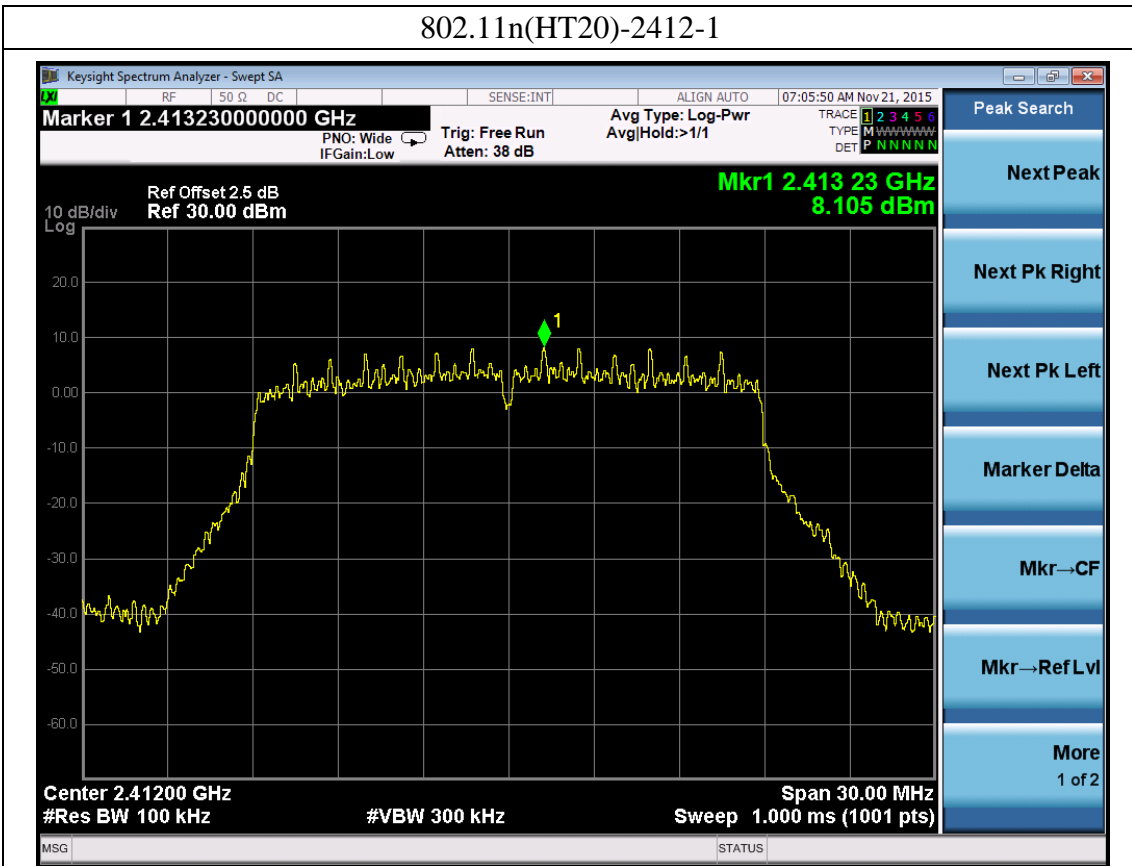 802.11n(HT20)-2412-1
Keysight Spectrum Analyzer - Swept SA
LXI RF 50 Ω DC SENSE:INT ALIGN AUTO 07:05:50 AM Nov 21, 2015
Marker 1 2.413230000000 GHz
PNO: Wide
IFGain:Low
Trig: Free Run
Atten: 38 dB
Avg Type: Log-Pwr
Avg|Hold:>1/1
TRACE 1 2 3 4 5 6
TYPE M WWWWW
DET P N N N N N
Peak Search
Mkr1 2.413 23 GHz
8.105 dBm
Ref Offset 2.5 dB
10 dB/div Ref 30.00 dBm
Log
20.0
10.0
0.00
-10.0
-20.0
-30.0
-40.0
-50.0
-60.0
1
Center 2.41200 GHz Span 30.00 MHz
#Res BW 100 kHz #VBW 300 kHz Sweep 1.000 ms (1001 pts)
Next Peak
Next Pk Right
Next Pk Left
Marker Delta
Mkr→CF
Mkr→Ref Lvl
More
1 of 2
MSG STATUS